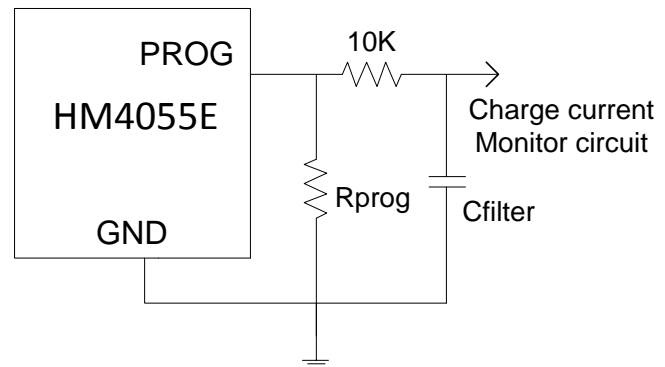 PROG
10K
HM4055E
Charge current
Monitor circuit
Rprog
Cfilter
GND